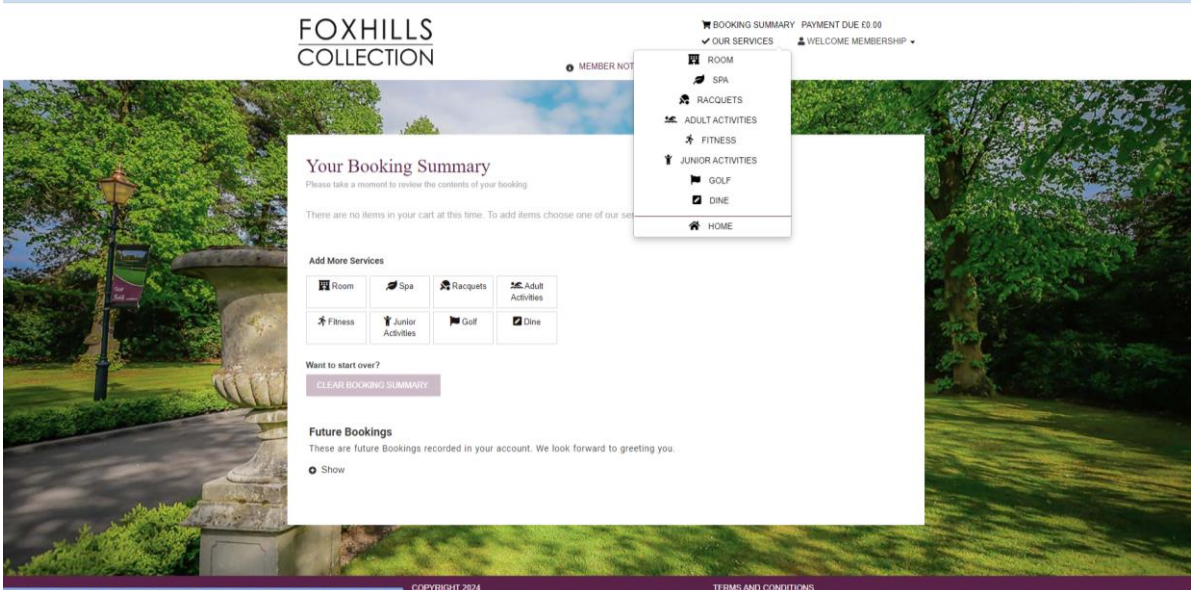 FOXHILLS
COLLECTION
BOOKING SUMMARY PAYMENT DUE £0.00
OUR SERVICES WELCOME MEMBERSHIP
MEMBER NOT
ROOM
SPA
RACQUETS
ADULT ACTIVITIES
FITNESS
JUNIOR ACTIVITIES
GOLF
DINE
HOME
Your Booking Summary
Please take a moment to review the contents of your booking
There are no items in your cart at this time. To add items choose one of our ser
Add More Services
Room
Spa
Racquets
Adult
Activities
Fitness
Junior
Activities
Golf
Dine
Want to start over?
CLEAR BOOKING SUMMARY
Future Bookings
These are future Bookings recorded in your account. We look forward to greeting you.
Show
COPYRIGHT 2024 TERMS AND CONDITIONS